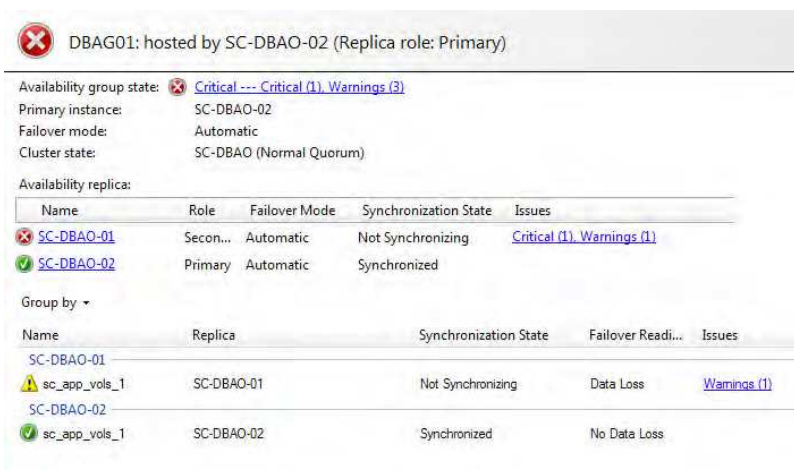 DBAG01: hosted by SC-DBAO-02 (Replica role: Primary)
Availability group state: Critical --- Critical (1), Warnings (3)
Primary instance: SC-DBAO-02
Failover mode: Automatic
Cluster state: SC-DBAO (Normal Quorum)
Availability replica:
Name Role Failover Mode Synchronization State Issues
SC-DBAO-01 Secon... Automatic Not Synchronizing Critical (1), Warnings (1)
SC-DBAO-02 Primary Automatic Synchronized
Group by
Name Replica Synchronization State Failover Readi... Issues
SC-DBAO-01
sc_app_vols_1 SC-DBAO-01 Not Synchronizing Data Loss Warnings (1)
SC-DBAO-02
sc_app_vols_1 SC-DBAO-02 Synchronized No Data Loss